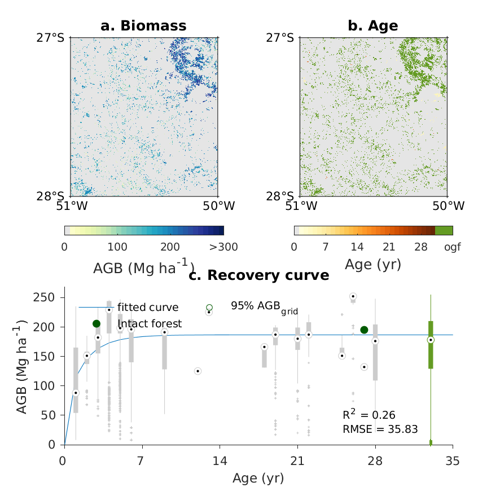 a. Biomass
b. Age
27°S
27°S
28°S
28°S
51°W
50°W
51°W
50°W
0
100
200
>300
0
7
14
21
28
ogf
AGB (Mg ha-1)
Age (yr)
c. Recovery curve
fitted curve
95% AGBgrid
Intact forest
250
200
150
100
50
0
AGB (Mg ha-1)
R2 = 0.26
RMSE = 35.83
0
7
14
21
28
35
Age (yr)